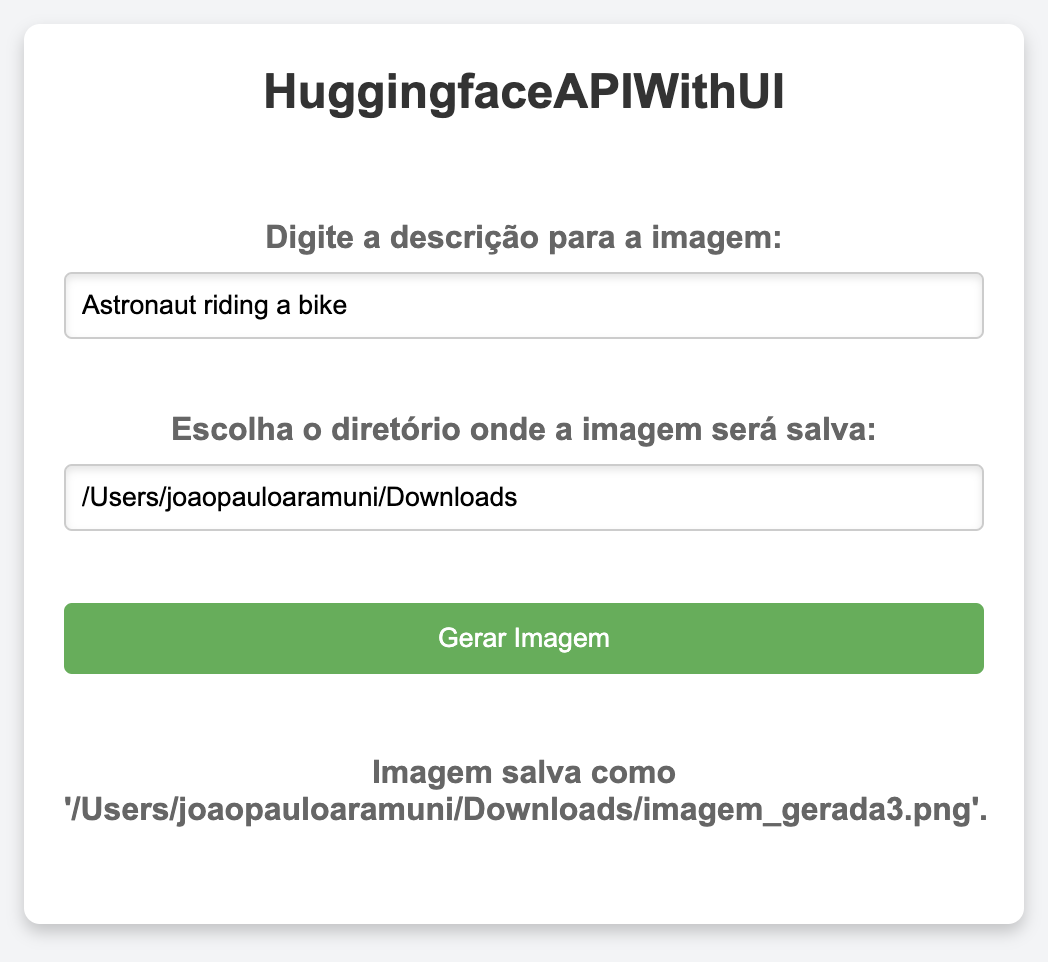 HuggingfaceAPIWithUI
Digite a descrição para a imagem:
Astronaut riding a bike
Escolha o diretório onde a imagem será salva:
/Users/joaopauloaramuni/Downloads
Gerar Imagem
Imagem salva como
'/Users/joaopauloaramuni/Downloads/imagem_gerada3.png'.